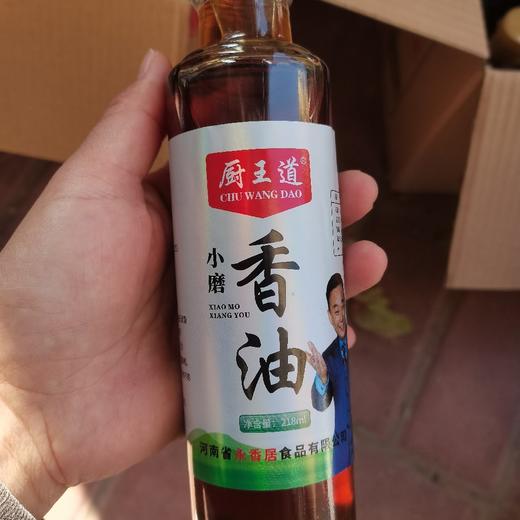 厨王道®
CHU WANG DAO
小磨
XIAO MO
XIANG YOU
香油
净含量：218ml
河南省永香居食品有限公司